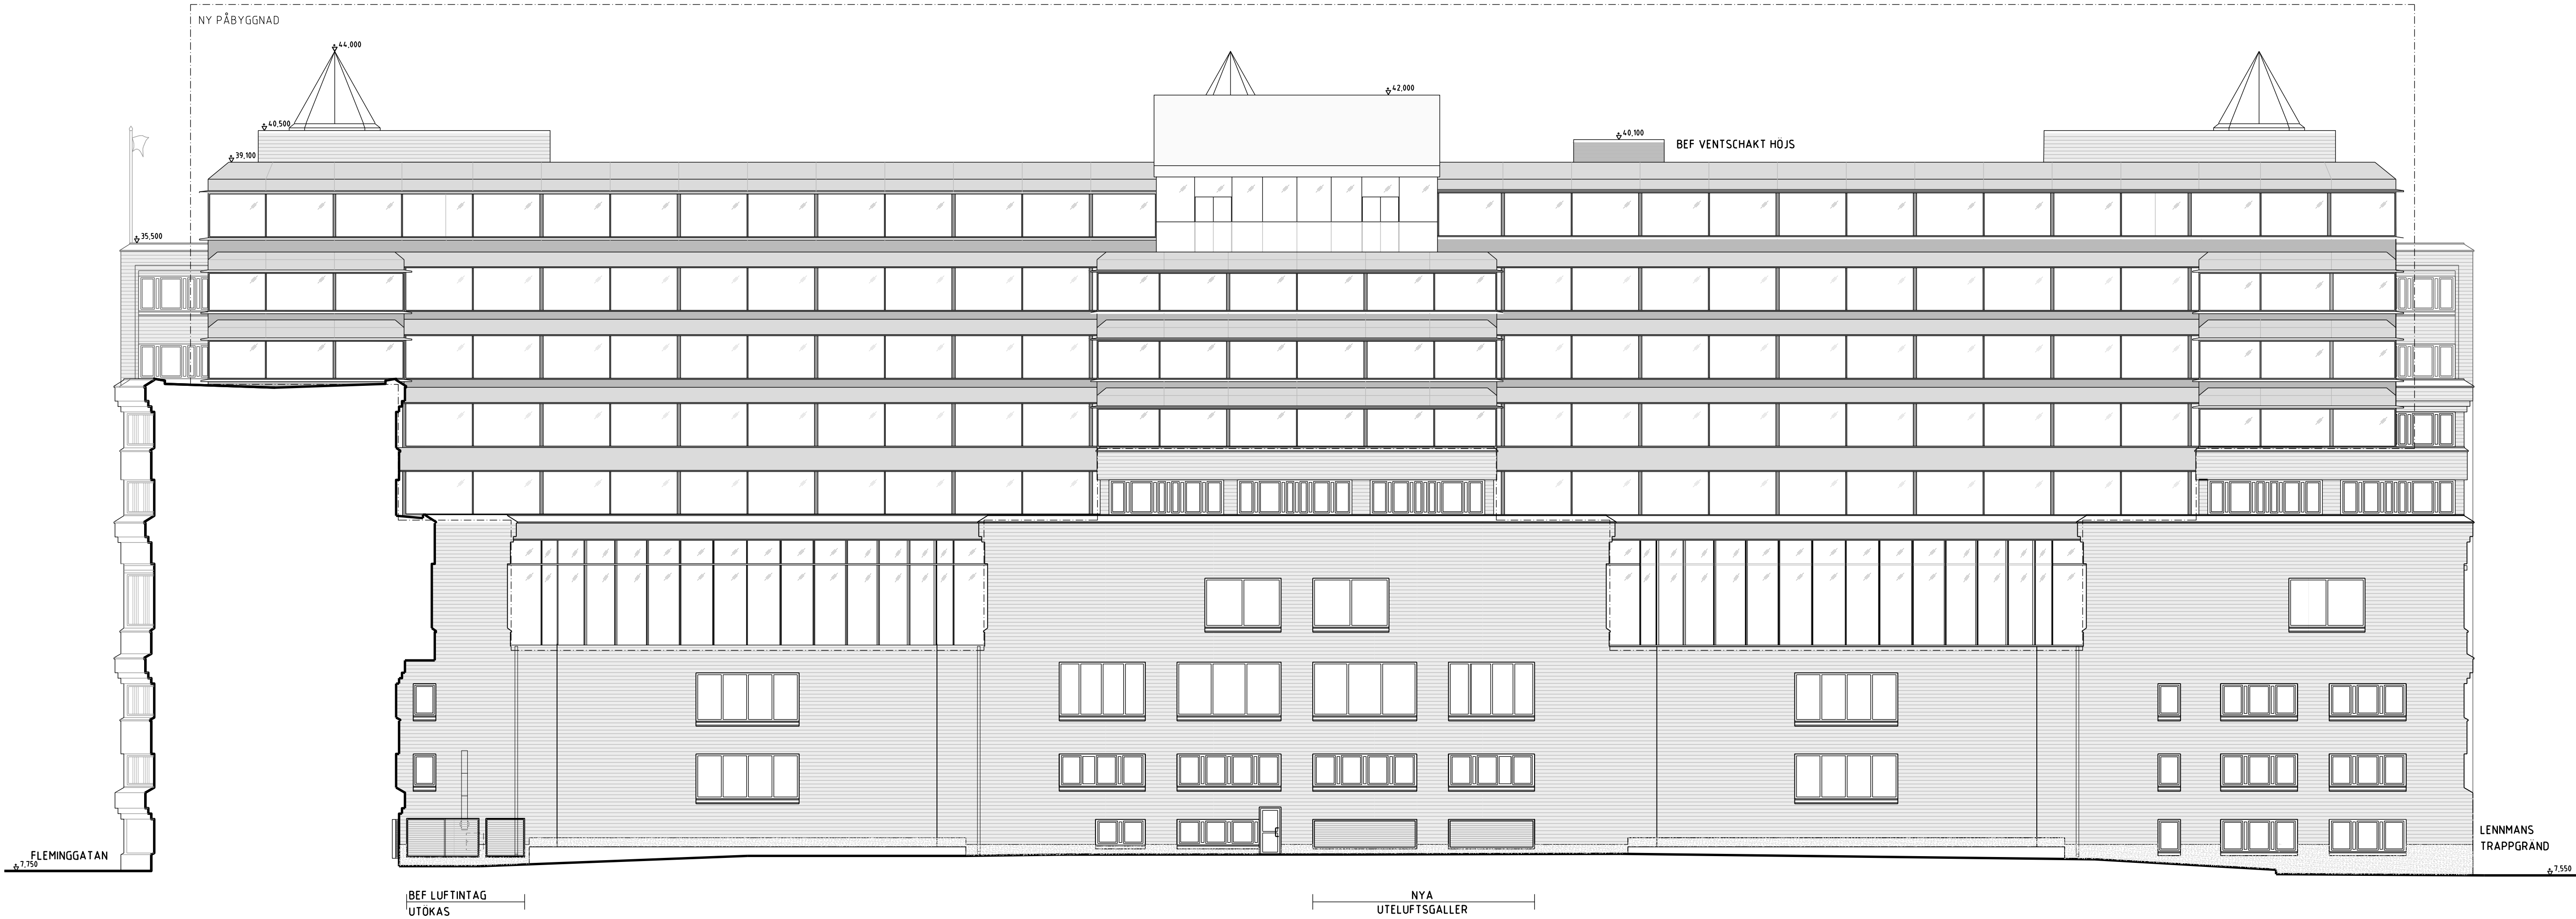 NY PÅBYGGNAD
44,000
42,000
40,500
40,100
BEF VENTSCHAKT HÖJS
39,100
35,500
FLEMINGGATAN
7,750
LENNMANS
TRAPPGRÄND
7,550
BEF LUFTINTAG
UTÖKAS
NYA
UTELUFTSGALLER